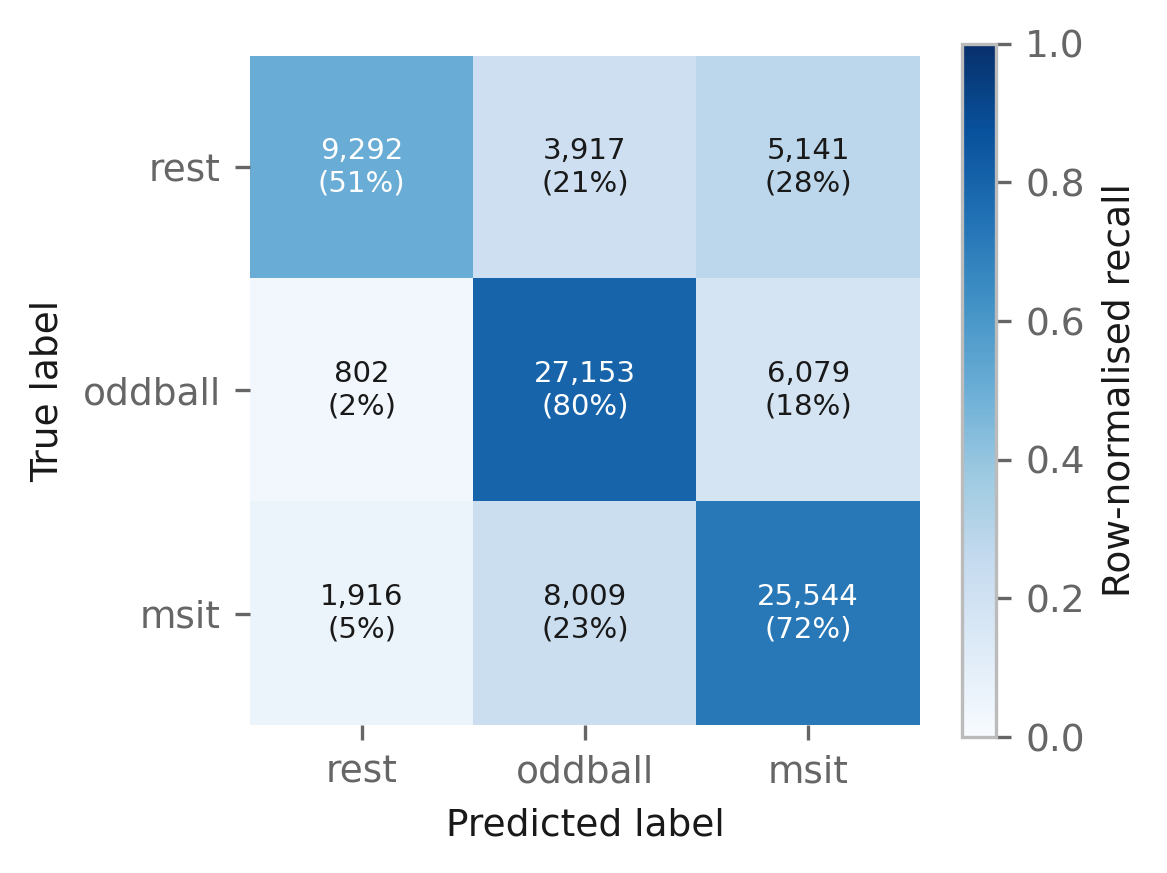 9,292
(51%)
3,917
(21%)
5,141
(28%)
802
(2%)
27,153
(80%)
6,079
(18%)
1,916
(5%)
8,009
(23%)
25,544
(72%)
rest
oddball
msit
True label
rest
oddball
msit
Predicted label
1.0
0.8
0.6
0.4
0.2
0.0
Row-normalised recall